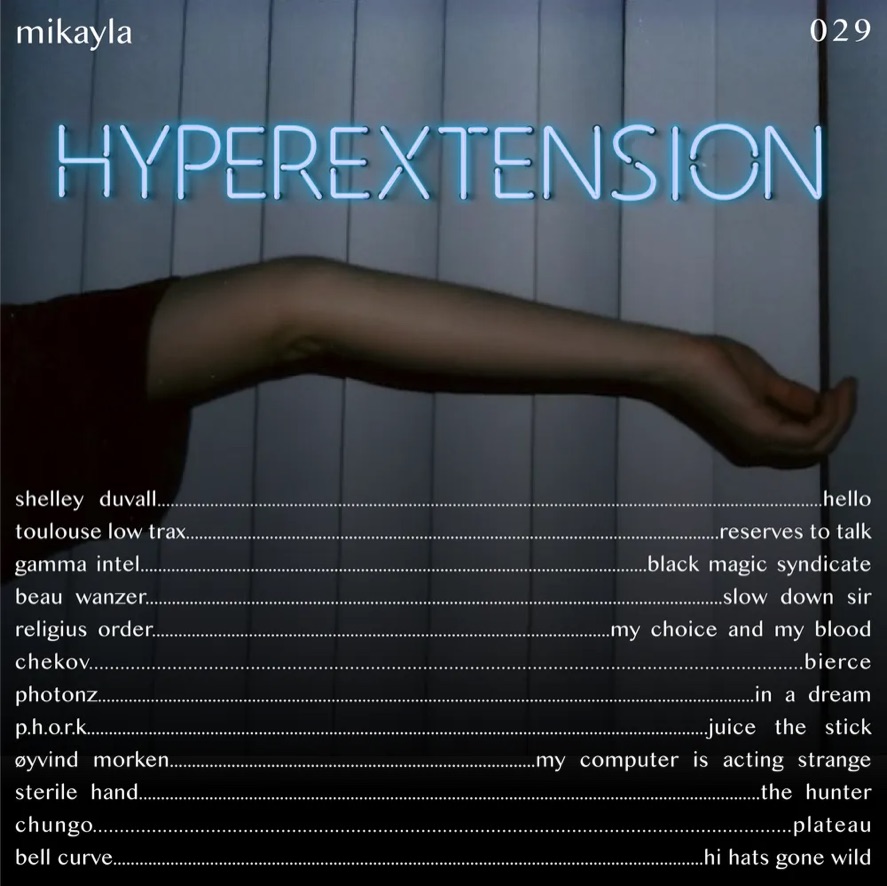 mikayla
029
HYPEREXTENSION
shelley duvall........hello
toulouse low trax........reserves to talk
gamma intel........black magic syndicate
beau wanzer........slow down sir
religius order........my choice and my blood
chekov........bierce
photonz........in a dream
p.h.o.r.k........juice the stick
øyvind morken........my computer is acting strange
sterile hand........the hunter
chungo........plateau
bell curve........hi hats gone wild